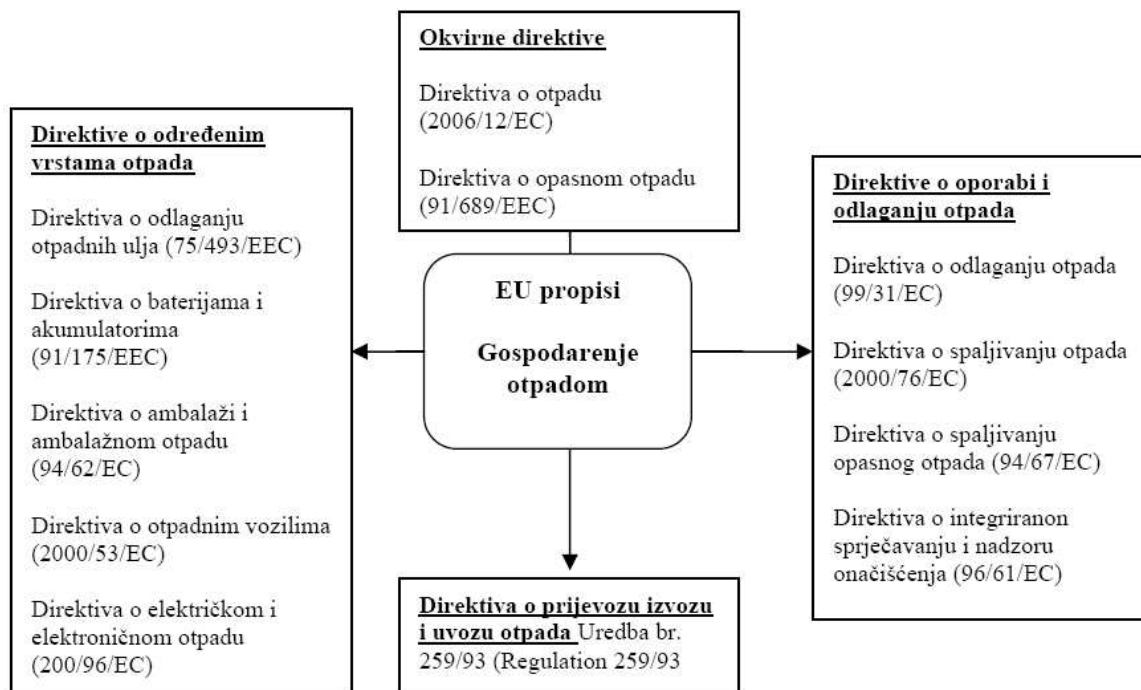 Okvirne direktive
Direktiva o otpadu
(2006/12/EC)
Direktiva o opasnom otpadu
(91/689/EEC)
Direktive o određenim
vrstama otpada
Direktiva o odlaganju
otpadnih ulja (75/493/EEC)
Direktiva o baterijama i
akumulatorima
(91/175/EEC)
Direktiva o ambalaži i
ambalažnom otpadu
(94/62/EC)
Direktiva o otpadnim vozilima
(2000/53/EC)
Direktiva o električkom i
elektroničnom otpadu
(200/96/EC)
EU propisi
Gospodarenje
otpadom
Direktive o oporabi i
odlaganju otpada
Direktiva o odlaganju otpada
(99/31/EC)
Direktiva o spaljivanju otpada
(2000/76/EC)
Direktiva o spaljivanju
opasnog otpada (94/67/EC)
Direktiva o integriranon
sprječavanju i nadzoru
onačišćenja (96/61/EC)
Direktiva o prijevozu izvozu
i uvozu otpada Uredba br.
259/93 (Regulation 259/93